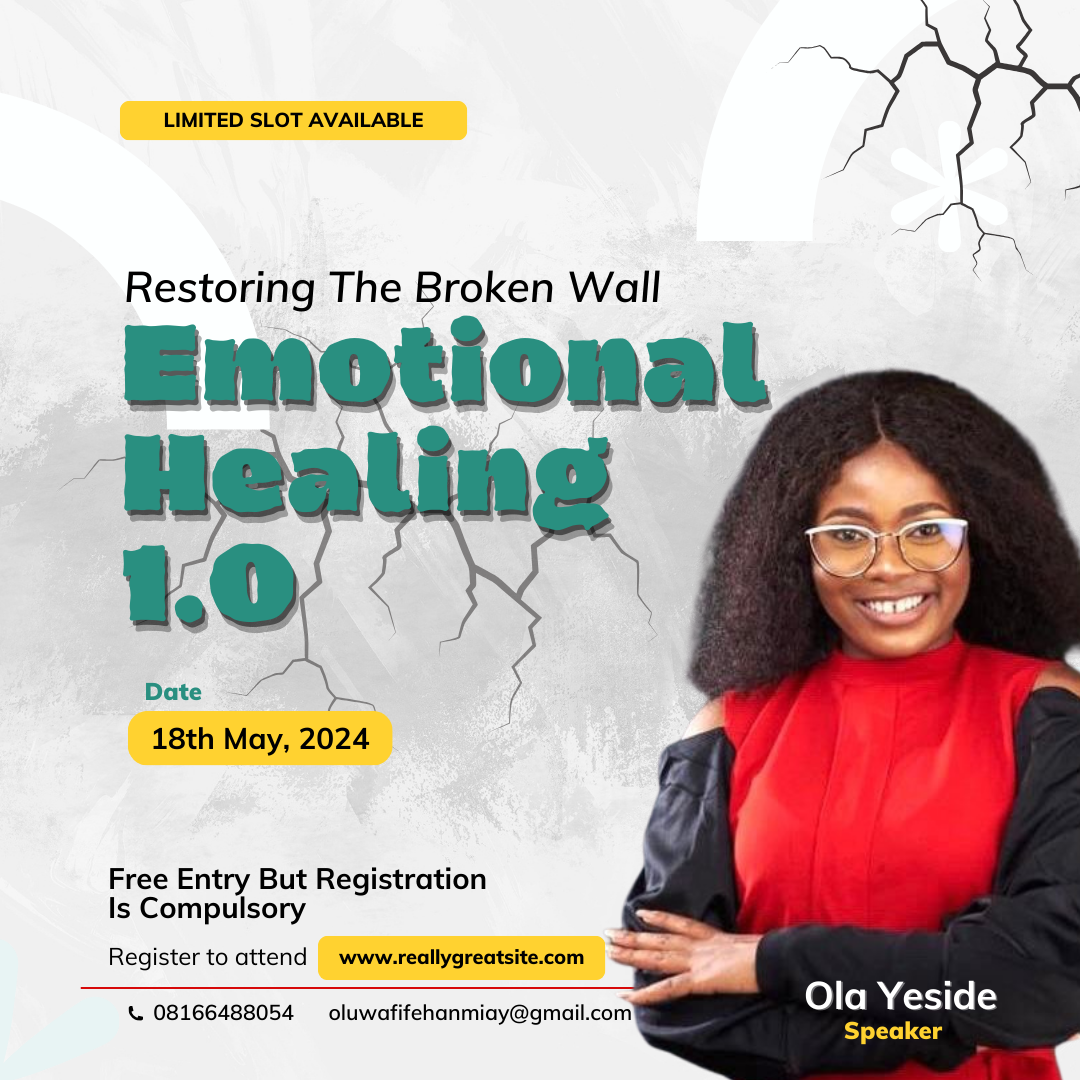 LIMITED SLOT AVAILABLE
Restoring The Broken Wall
Emotional
Healing
1.0
Date
18th May, 2024
Free Entry But Registration
Is Compulsory
Register to attend www.reallygreatsite.com
08166488054 oluwafifehanmiay@gmail.com
Ola Yeside
Speaker